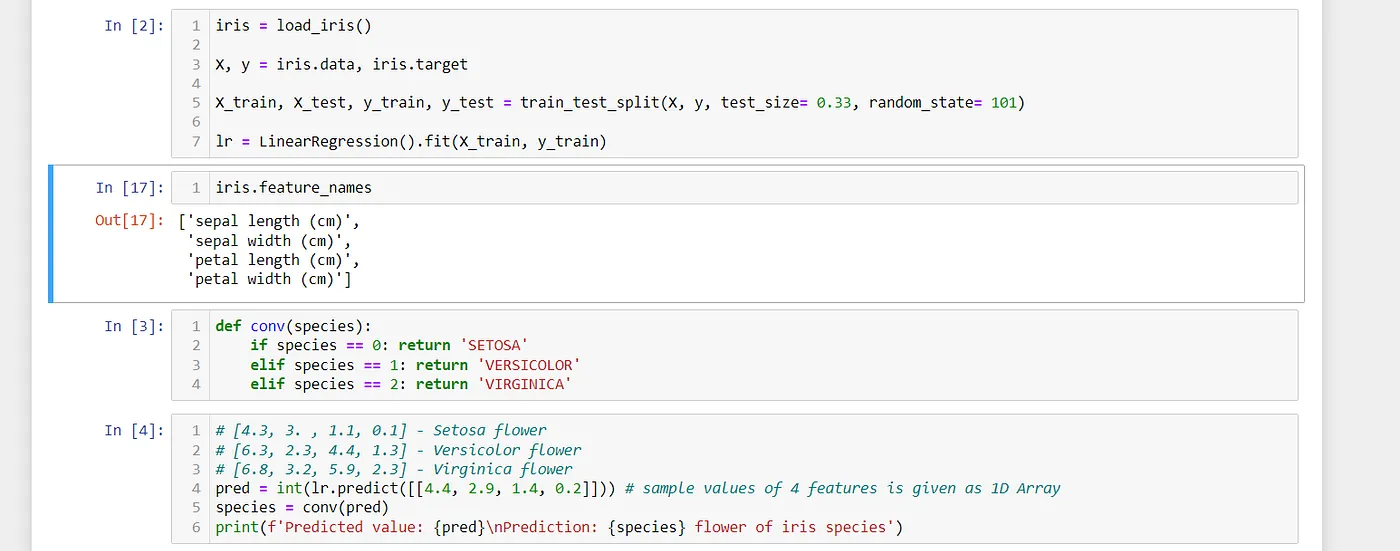 In [2]:
1 iris = load_iris()
2
3 X, y = iris.data, iris.target
4
5 X_train, X_test, y_train, y_test = train_test_split(X, y, test_size= 0.33, random_state= 101)
6
7 lr = LinearRegression().fit(X_train, y_train)
In [17]:
1 iris.feature_names
Out[17]:
['sepal length (cm)',
 'sepal width (cm)',
 'petal length (cm)',
 'petal width (cm)']
In [3]:
1 def conv(species):
2     if species == 0: return 'SETOSA'
3     elif species == 1: return 'VERSICOLOR'
4     elif species == 2: return 'VIRGINICA'
In [4]:
1 # [4.3, 3. , 1.1, 0.1] - Setosa flower
2 # [6.3, 2.3, 4.4, 1.3] - Versicolor flower
3 # [6.8, 3.2, 5.9, 2.3] - Virginica flower
4 pred = int(lr.predict([[4.4, 2.9, 1.4, 0.2]])) # sample values of 4 features is given as 1D Array
5 species = conv(pred)
6 print(f'Predicted value: {pred}\nPrediction: {species} flower of iris species')